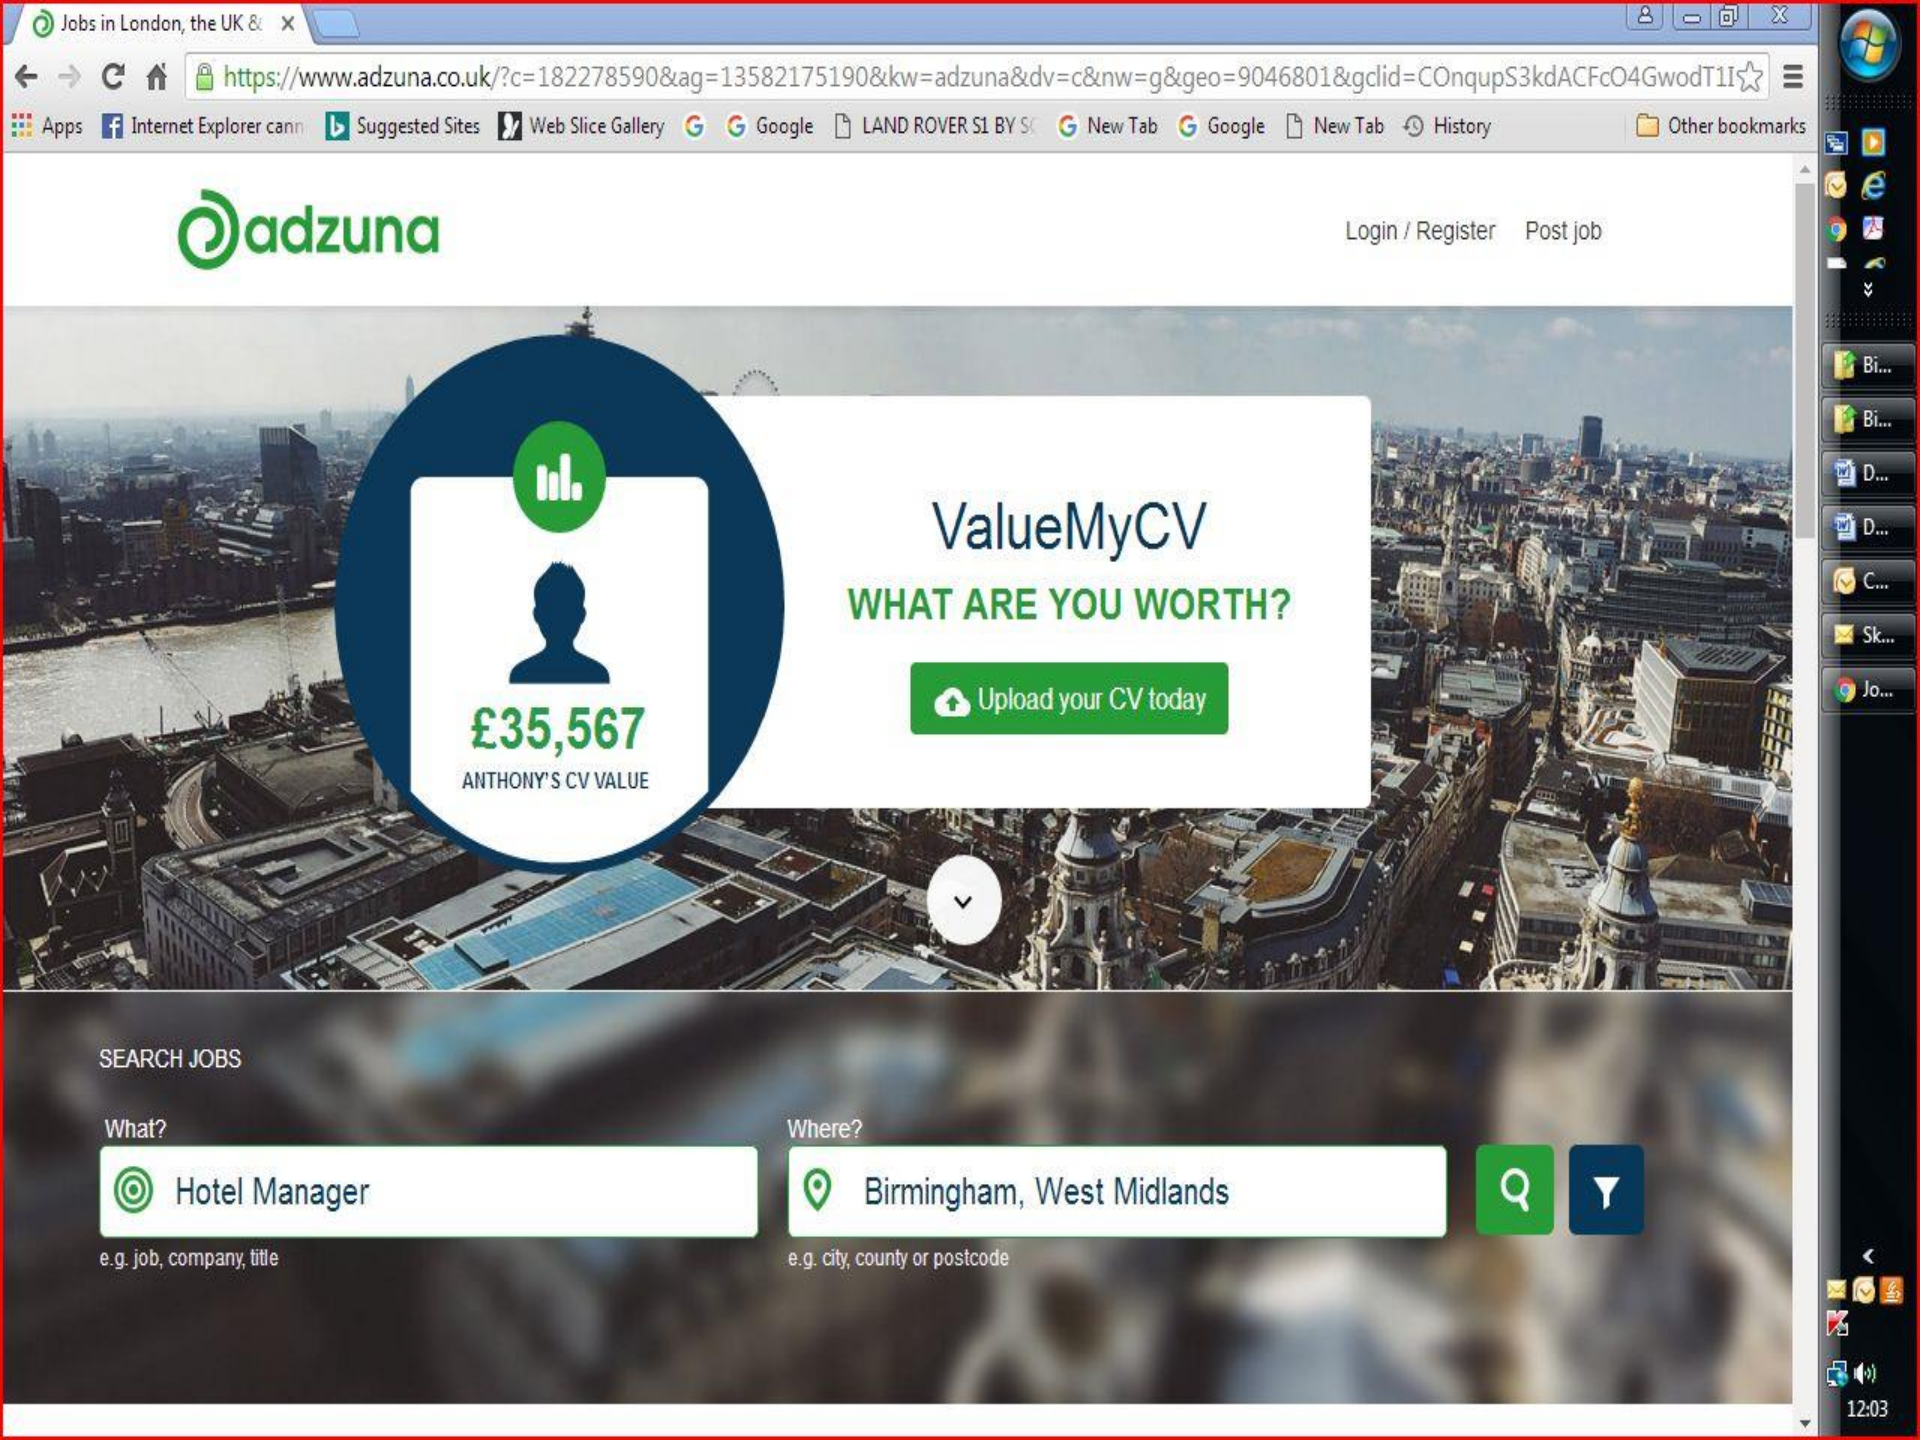 Jobs in London, the UK &
https://www.adzuna.co.uk/?c=182278590&ag=13582175190&kw=adzuna&dv=c&nw=g&geo=9046801&gclid=COnqupS3kdACFcO4GwodT1I
Apps Internet Explorer cann Suggested Sites Web Slice Gallery Google LAND ROVER S1 BY SC New Tab Google New Tab History Other bookmarks
adzuna
Login / Register Post job
ValueMyCV
WHAT ARE YOU WORTH?
Upload your CV today
£35,567
ANTHONY'S CV VALUE
SEARCH JOBS
What?
Hotel Manager
e.g. job, company, title
Where?
Birmingham, West Midlands
e.g. city, county or postcode
Bi...
Bi...
D...
D...
C...
Sk...
Jo...
12:03